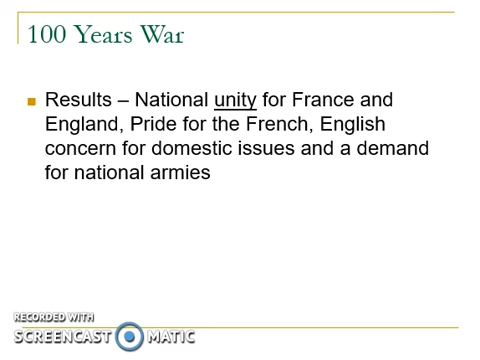 100 Years War
Results – National unity for France and
England, Pride for the French, English
concern for domestic issues and a demand
for national armies
RECORDED WITH
SCREENCAST MATIC